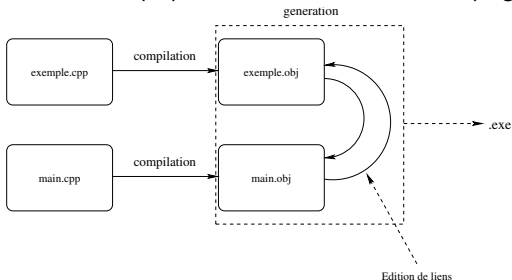 generation
compilation
exemple.cpp
exemple.obj
.exe
compilation
main.cpp
main.obj
Edition de liens